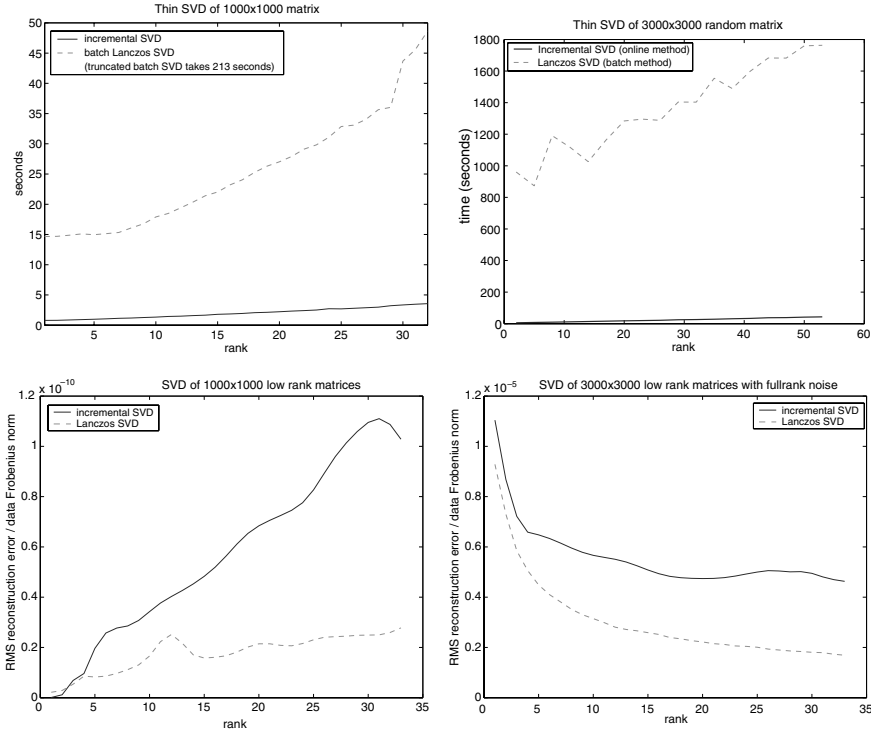 Thin SVD of 1000x1000 matrix
50
45
40
35
30
25
20
15
10
5
0
seconds
incremental SVD
batch Lanczos SVD
(truncated batch SVD takes 213 seconds)
5
10
15
20
25
30
rank
Thin SVD of 3000x3000 random matrix
1800
1600
1400
1200
1000
800
600
400
200
0
time (seconds)
Incremental SVD (online method)
Lanczos SVD (batch method)
0
10
20
30
40
50
60
rank
SVD of 1000x1000 low rank matrices
1.2 x 10−10
1
0.8
0.6
0.4
0.2
0
RMS reconstruction error / data Frobenius norm
incremental SVD
Lanczos SVD
0
5
10
15
20
25
30
35
rank
SVD of 3000x3000 low rank matrices with fullrank noise
1.2 x 10−5
1
0.8
0.6
0.4
0.2
0
RMS reconstruction error / data Frobenius norm
incremental SVD
Lanczos SVD
0
5
10
15
20
25
30
35
rank